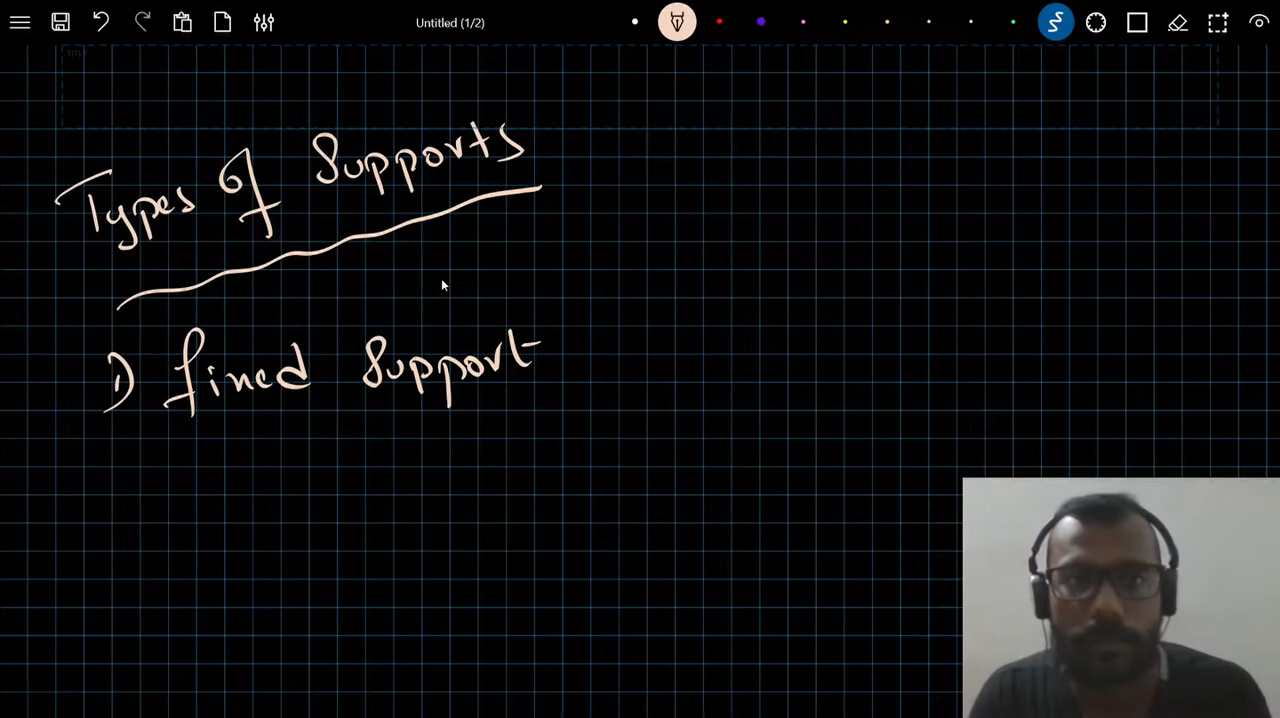 Untitled (1/2)
Types of Supports
1) fixed Support